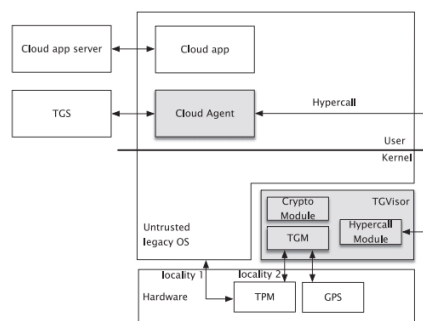 Cloud app server
Cloud app
TGS
Cloud Agent
Hypercall
User
Kernel
TGVisor
Crypto
Module
Hypercall
Module
TGM
Untrusted
legacy OS
locality 1
locality 2
Hardware
TPM
GPS